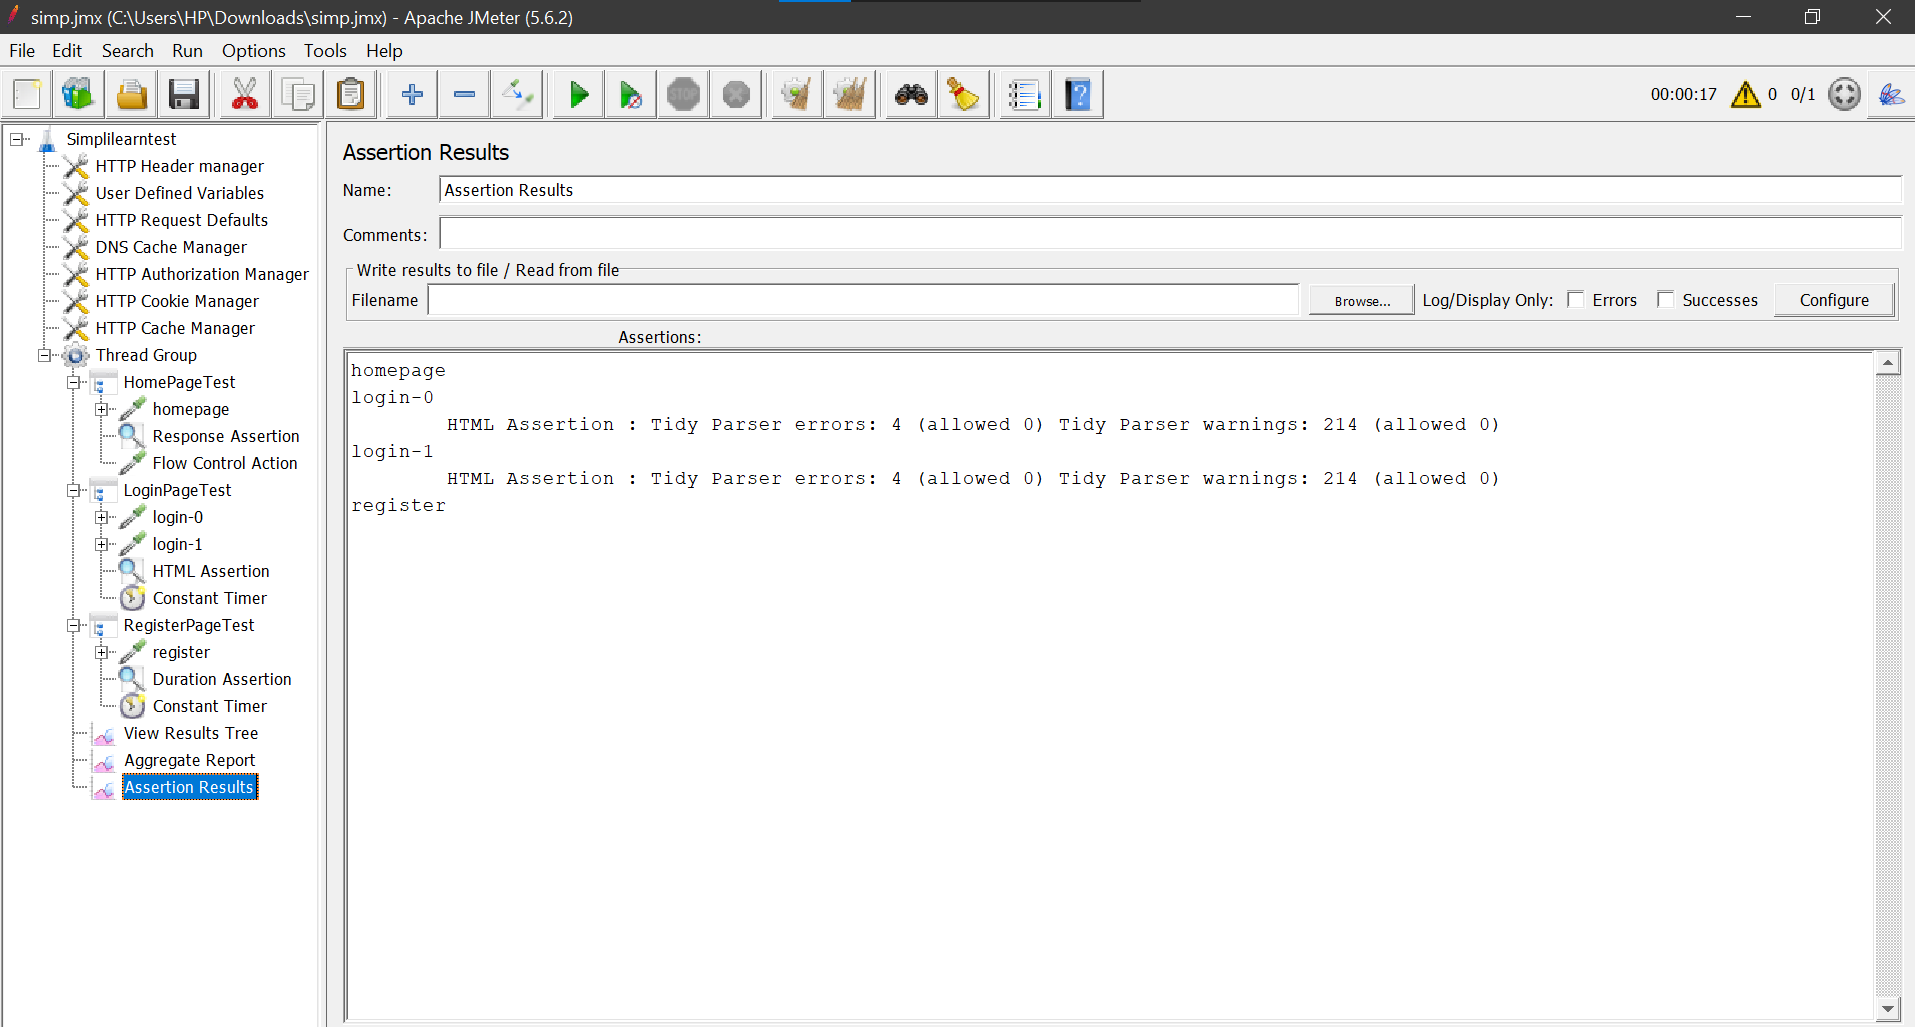 simp.jmx (C:\Users\HP\Downloads\simp.jmx) - Apache JMeter (5.6.2)
File Edit Search Run Options Tools Help
STOP
?
00:00:17 0 0/1
Simplilearntest
HTTP Header manager
User Defined Variables
HTTP Request Defaults
DNS Cache Manager
HTTP Authorization Manager
HTTP Cookie Manager
HTTP Cache Manager
Thread Group
HomePageTest
homepage
Response Assertion
Flow Control Action
LoginPageTest
login-0
login-1
HTML Assertion
Constant Timer
RegisterPageTest
register
Duration Assertion
Constant Timer
View Results Tree
Aggregate Report
Assertion Results
Assertion Results
Name: Assertion Results
Comments:
Write results to file / Read from file
Filename Browse... Log/Display Only: Errors Successes Configure
Assertions:
homepage
login-0
HTML Assertion : Tidy Parser errors: 4 (allowed 0) Tidy Parser warnings: 214 (allowed 0)
login-1
HTML Assertion : Tidy Parser errors: 4 (allowed 0) Tidy Parser warnings: 214 (allowed 0)
register